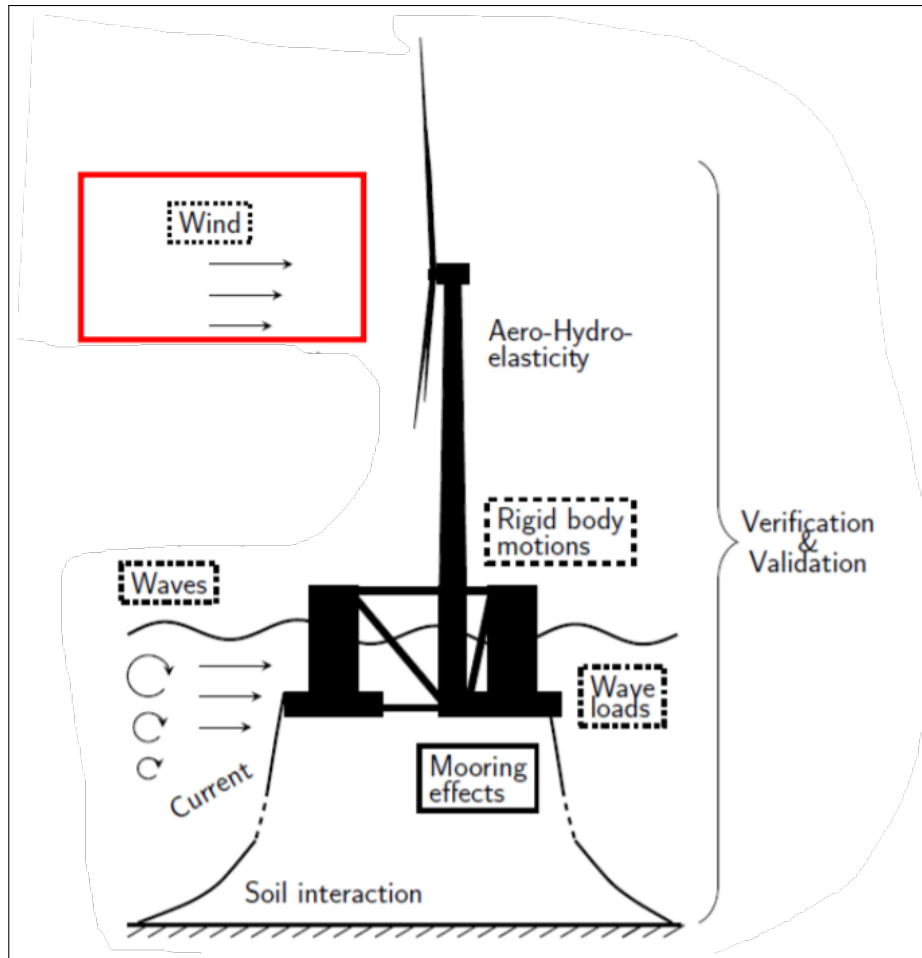 Wind
Aero-Hydro-
elasticity
Rigid body
motions
Verification
&
Validation
Waves
Wave
loads
Mooring
effects
Current
Soil interaction